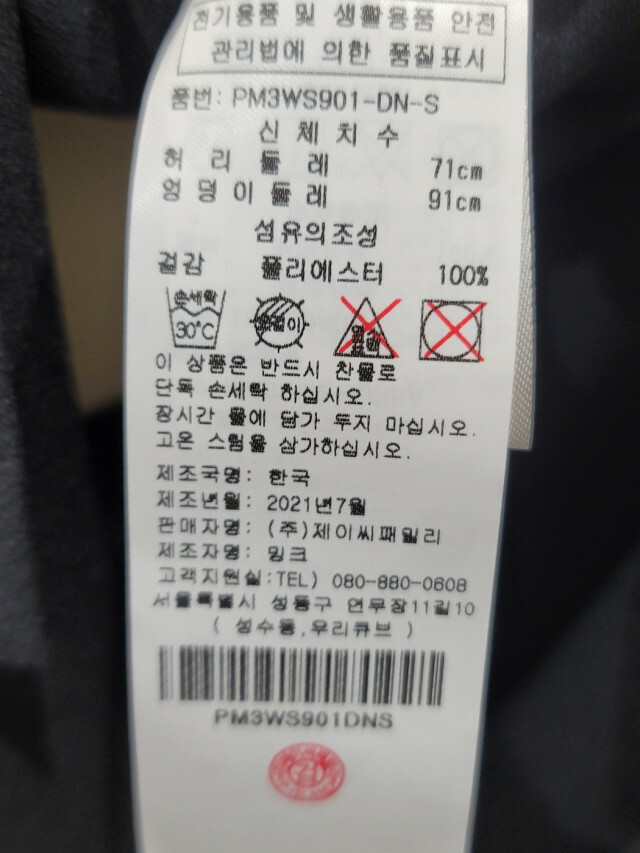 전기용품 및 생활용품 안전
관리법에 의한 품질표시
품번: PM3WS901-DN-S
신체치수
허리둘레 71cm
엉덩이둘레 91cm
섬유의조성
겉감 폴리에스터 100%
손세탁
30°C
이 상품은 반드시 찬물로
단독 손세탁 하십시오.
장시간 물에 담가 두지 마십시오.
고온 스팀을 삼가하십시오.
제조국명: 한국
제조년월: 2021년7월
판매자명: (주)제이씨패밀리
제조자명: 밍크
고객지원실:TEL) 080-880-0608
서울특별시 성동구 연무장11길10
( 성수동,우리큐브 )
PM3WS901DNS